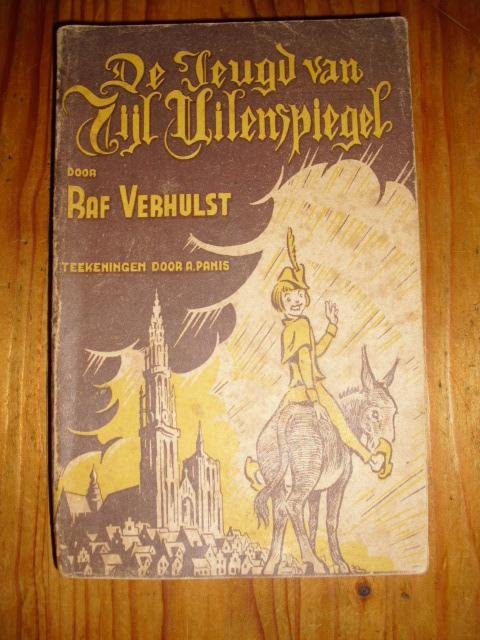 De Jeugd van
Tijl Uilenspiegel
DOOR
RAF VERHULST
TEEKENINGEN DOOR A. PANIS